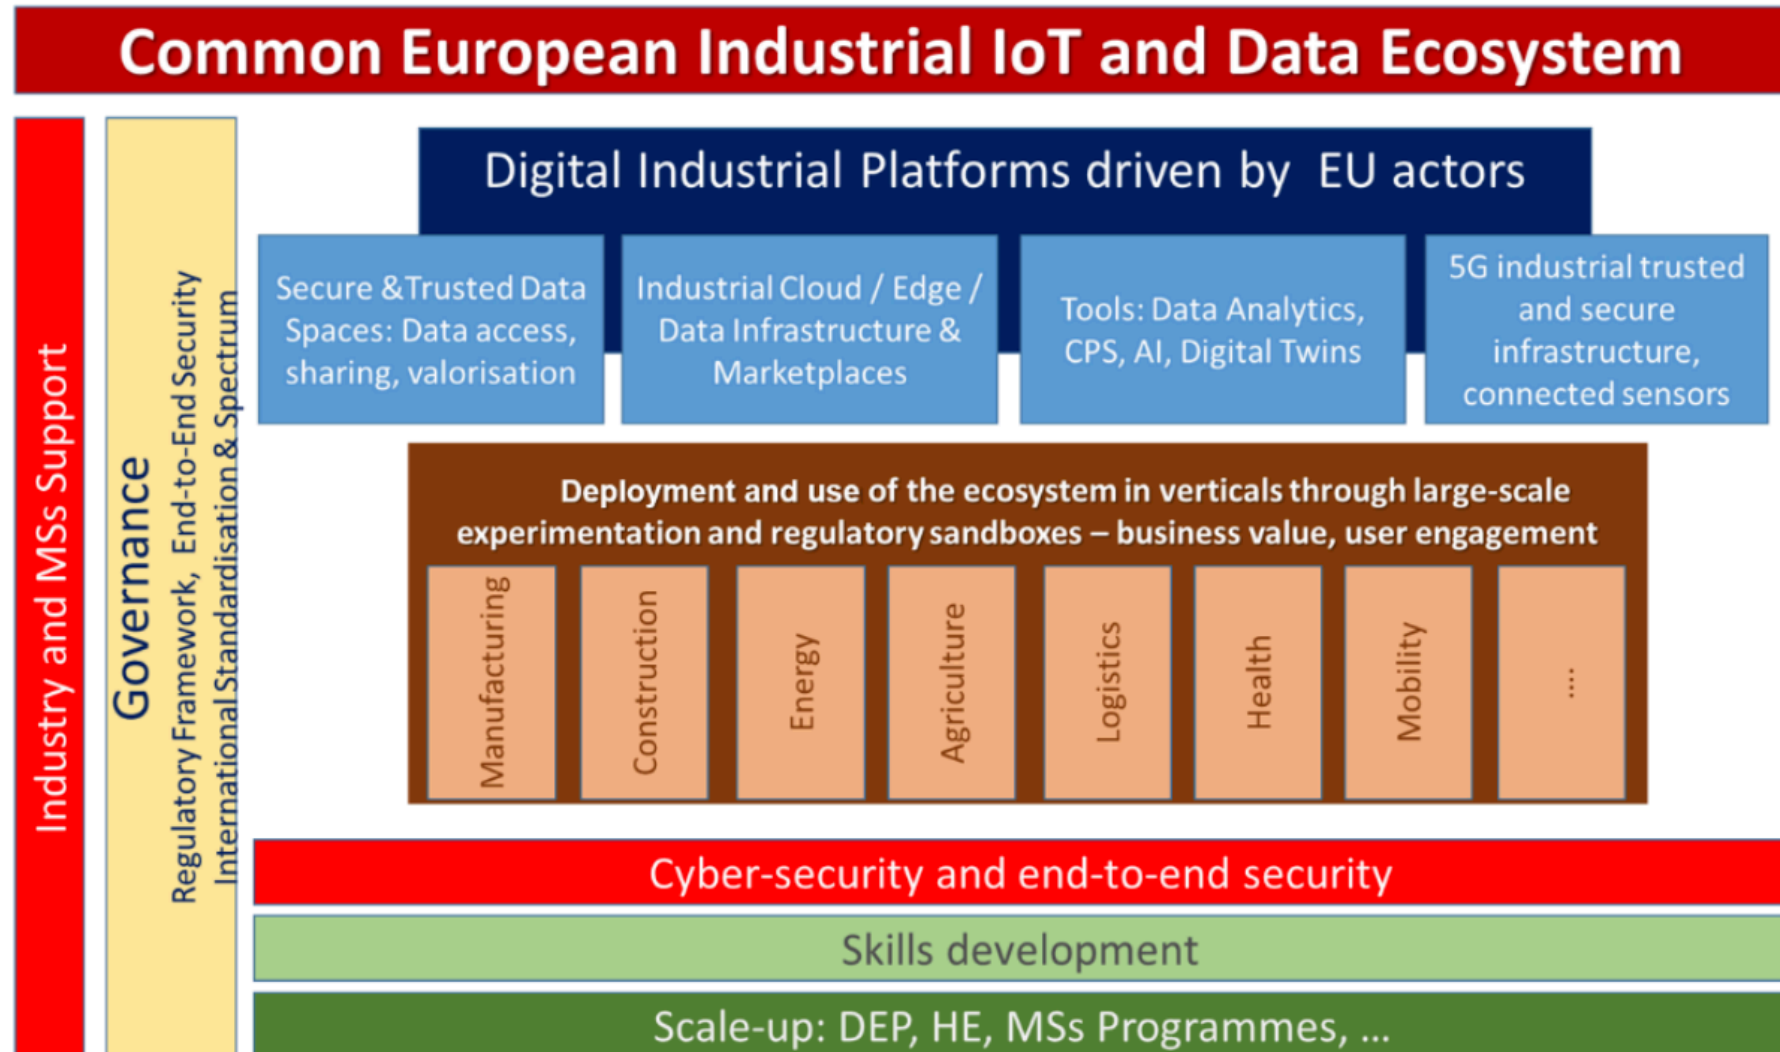 Common European Industrial IoT and Data Ecosystem
Industry and MSs Support
Governance
Regulatory Framework, End-to-End Security
International Standardisation & Spectrum
Digital Industrial Platforms driven by EU actors
Secure &Trusted Data
Spaces: Data access,
sharing, valorisation
Industrial Cloud / Edge /
Data Infrastructure &
Marketplaces
Tools: Data Analytics,
CPS, AI, Digital Twins
5G industrial trusted
and secure
infrastructure,
connected sensors
Deployment and use of the ecosystem in verticals through large-scale
experimentation and regulatory sandboxes – business value, user engagement
Manufacturing
Construction
Energy
Agriculture
Logistics
Health
Mobility
....
Cyber-security and end-to-end security
Skills development
Scale-up: DEP, HE, MSs Programmes, ...